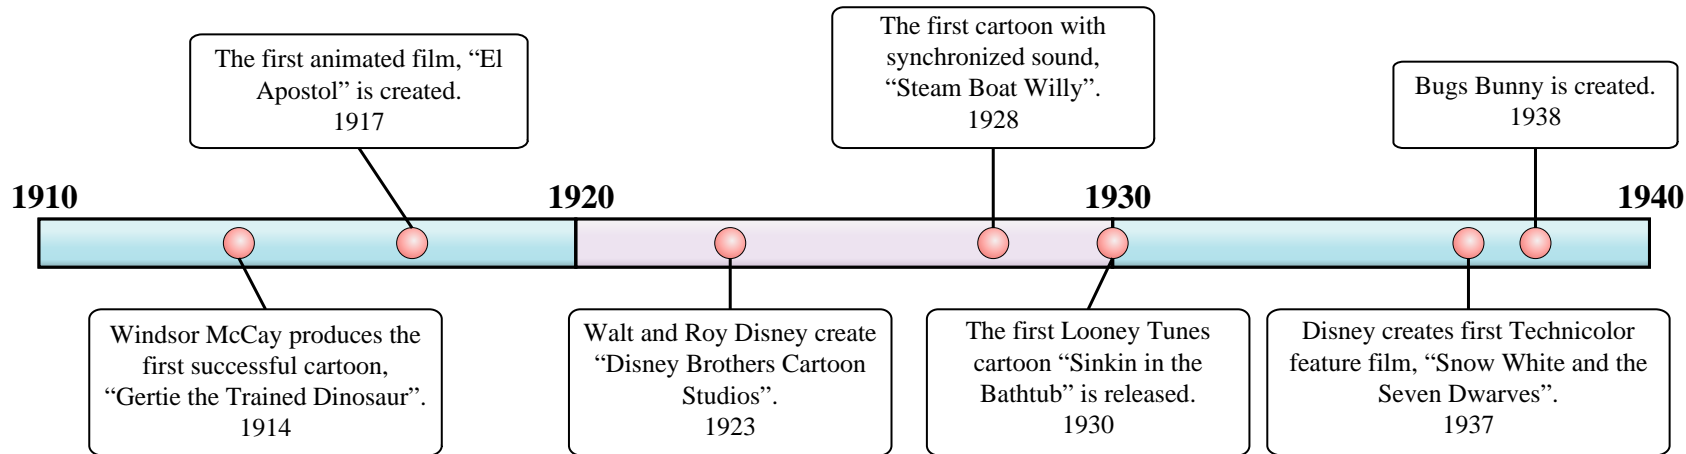 The first animated film, “El
Apostol” is created.
1917
The first cartoon with
synchronized sound,
“Steam Boat Willy”.
1928
Bugs Bunny is created.
1938
1910
1920
1930
1940
Windsor McCay produces the
first successful cartoon,
“Gertie the Trained Dinosaur”.
1914
Walt and Roy Disney create
“Disney Brothers Cartoon
Studios”.
1923
The first Looney Tunes
cartoon “Sinkin in the
Bathtub” is released.
1930
Disney creates first Technicolor
feature film, “Snow White and the
Seven Dwarves”.
1937